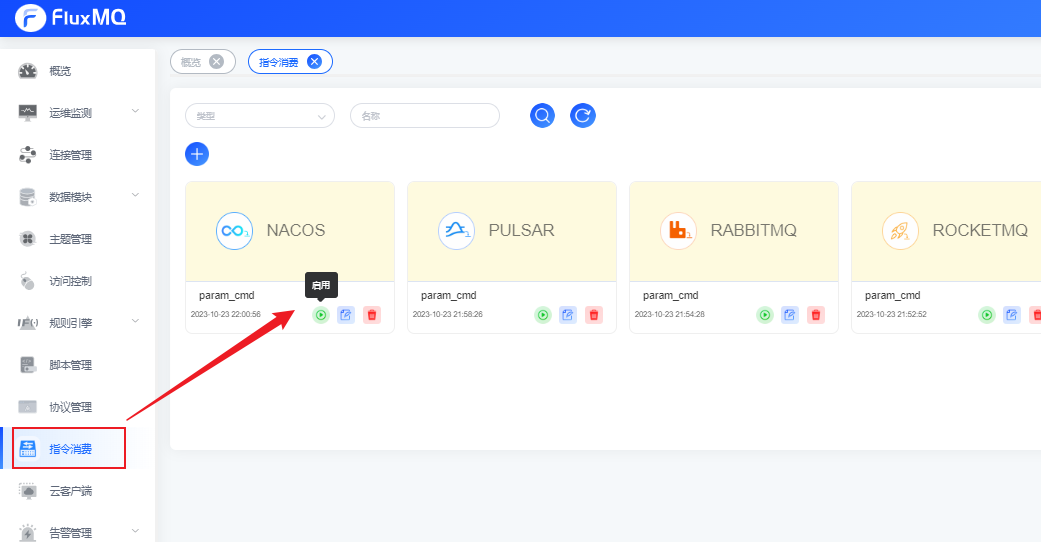 FluxMQ
概览
运维监测
连接管理
数据模块
主题管理
访问控制
规则引擎
脚本管理
协议管理
指令消费
云客户端
告警管理
概览
指令消费
类型
名称
NACOS
PULSAR
RABBITMQ
ROCKETMQ
启用
param_cmd
2023-10-23 22:00:56
param_cmd
2023-10-23 21:58:26
param_cmd
2023-10-23 21:54:28
param_cmd
2023-10-23 21:52:52